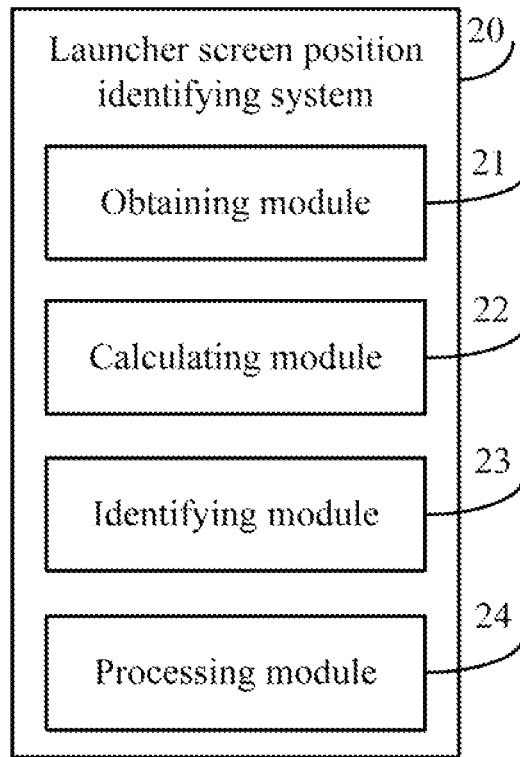 Launcher screen position
identifying system
20
Obtaining module
21
Calculating module
22
Identifying module
23
Processing module
24